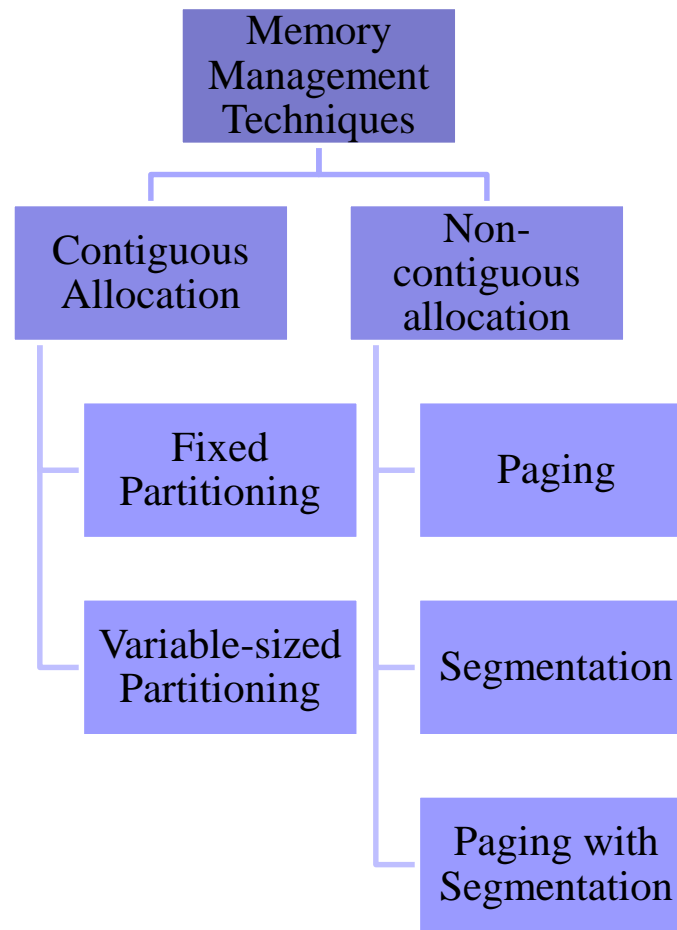 Memory
Management
Techniques
Contiguous
Allocation
Non-
contiguous
allocation
Fixed
Partitioning
Variable-sized
Partitioning
Paging
Segmentation
Paging with
Segmentation